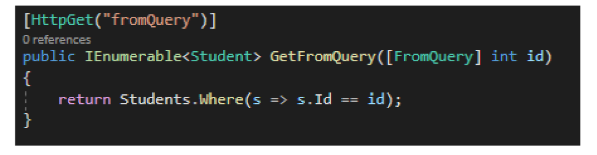 [HttpGet("fromQuery")]
0 references
public IEnumerable<Student> GetFromQuery([FromQuery] int id)
{
return Students.Where(s => s.Id == id);
}